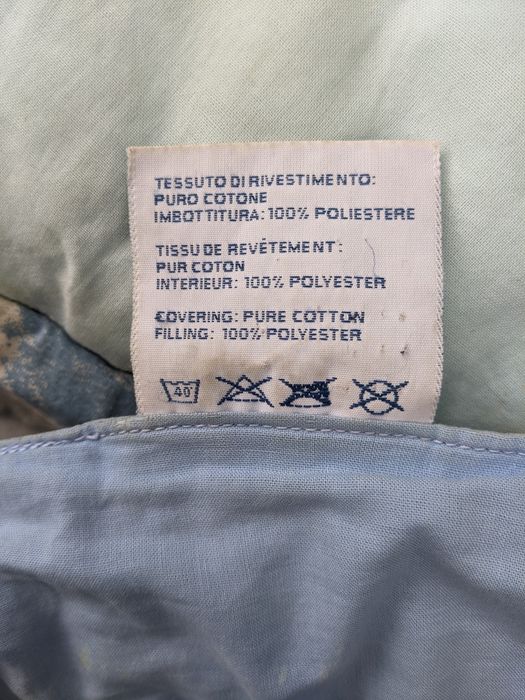 TESSUTO DI RIVESTIMENTO:
PURO COTONE
IMBOTTITURA: 100% POLIESTERE
TISSU DE REVÊTEMENT:
PUR COTON
INTERIEUR: 100% POLYESTER
COVERING: PURE COTTON
FILLING: 100% POLYESTER
40°